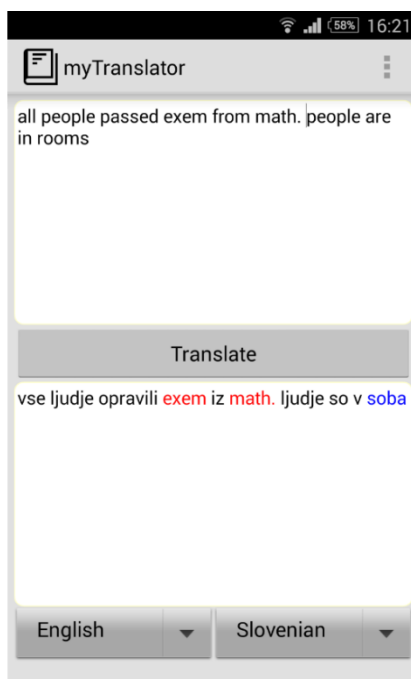 58% 16:21
myTranslator
all people passed exem from math. people are
in rooms
Translate
vse ljudje opravili exem iz math. ljudje so v soba
English
Slovenian